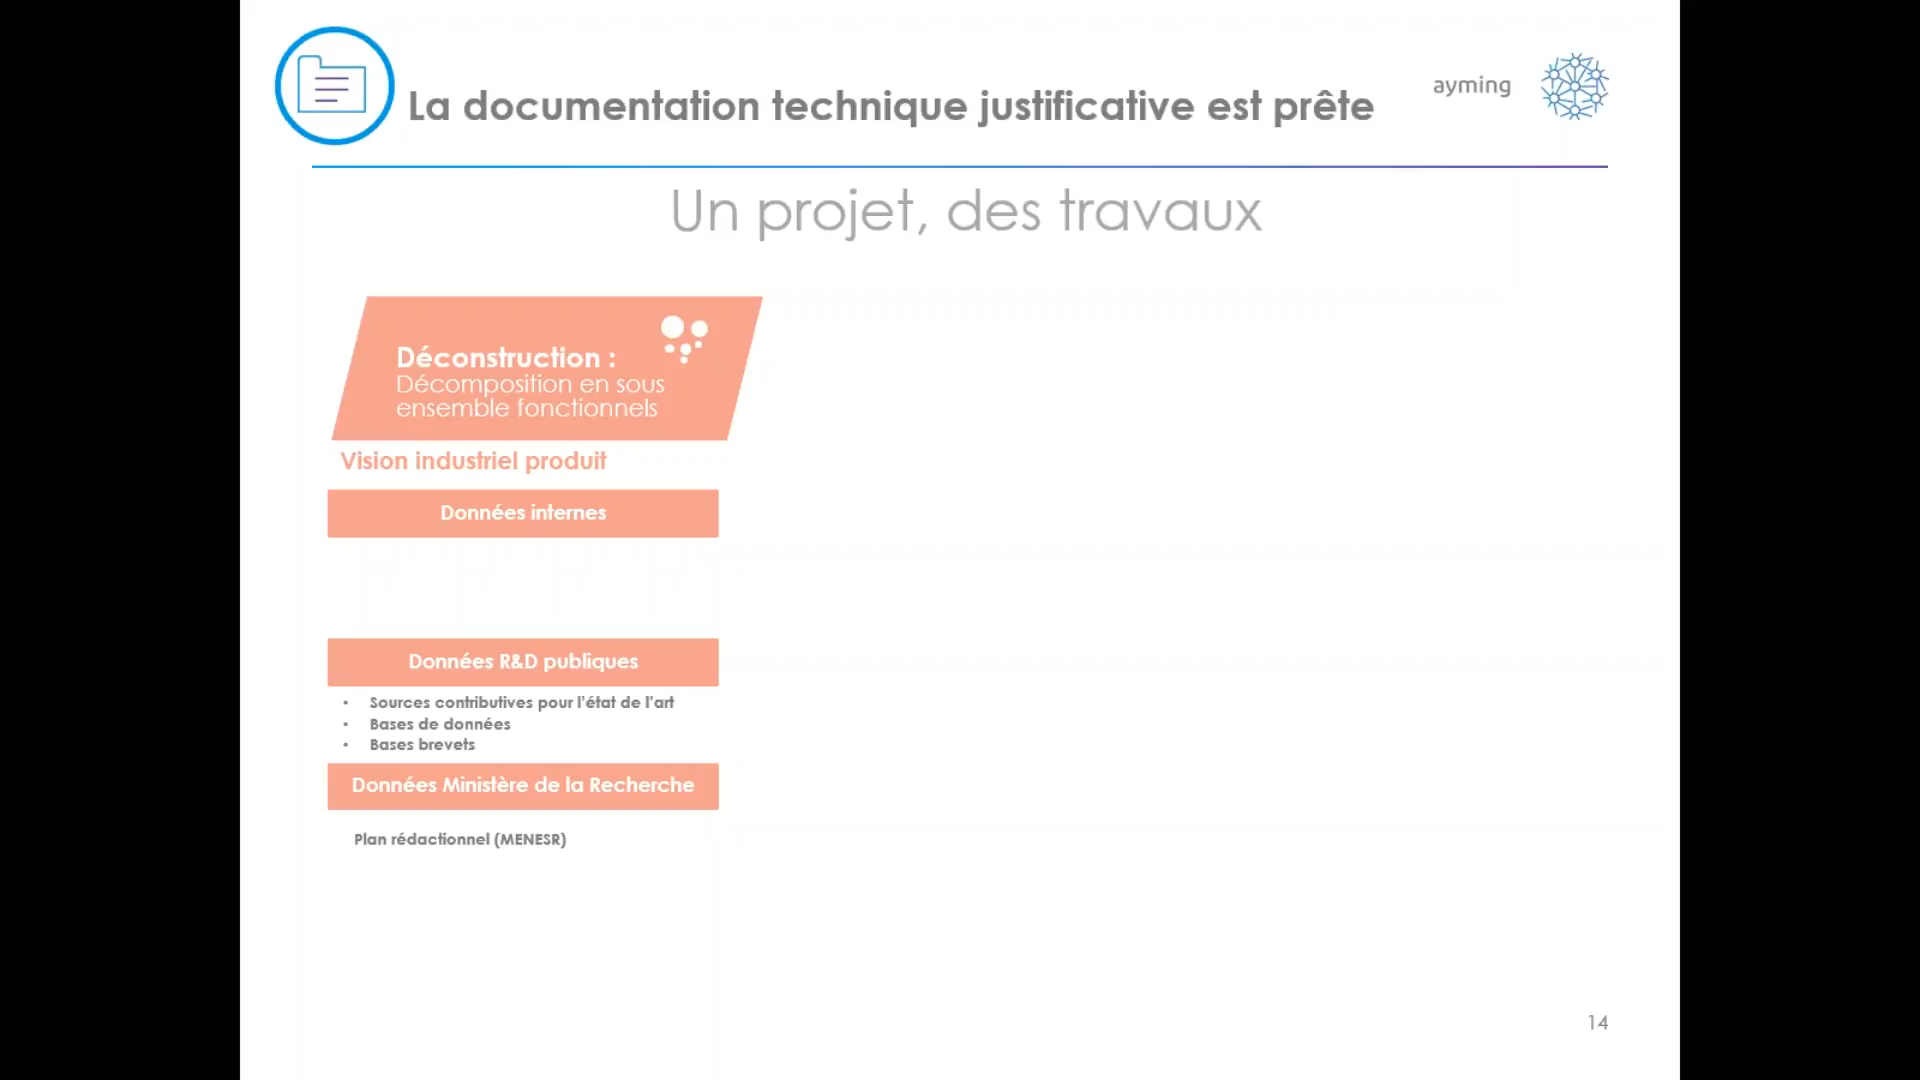 La documentation technique justificative est prête
ayming
Un projet, des travaux
Déconstruction :
Décomposition en sous
ensemble fonctionnels
Vision industriel produit
Données internes
Données R&D publiques
• Sources contributives pour l'état de l'art
• Bases de données
• Bases brevets
Données Ministère de la Recherche
Plan rédactionnel (MENESR)
14